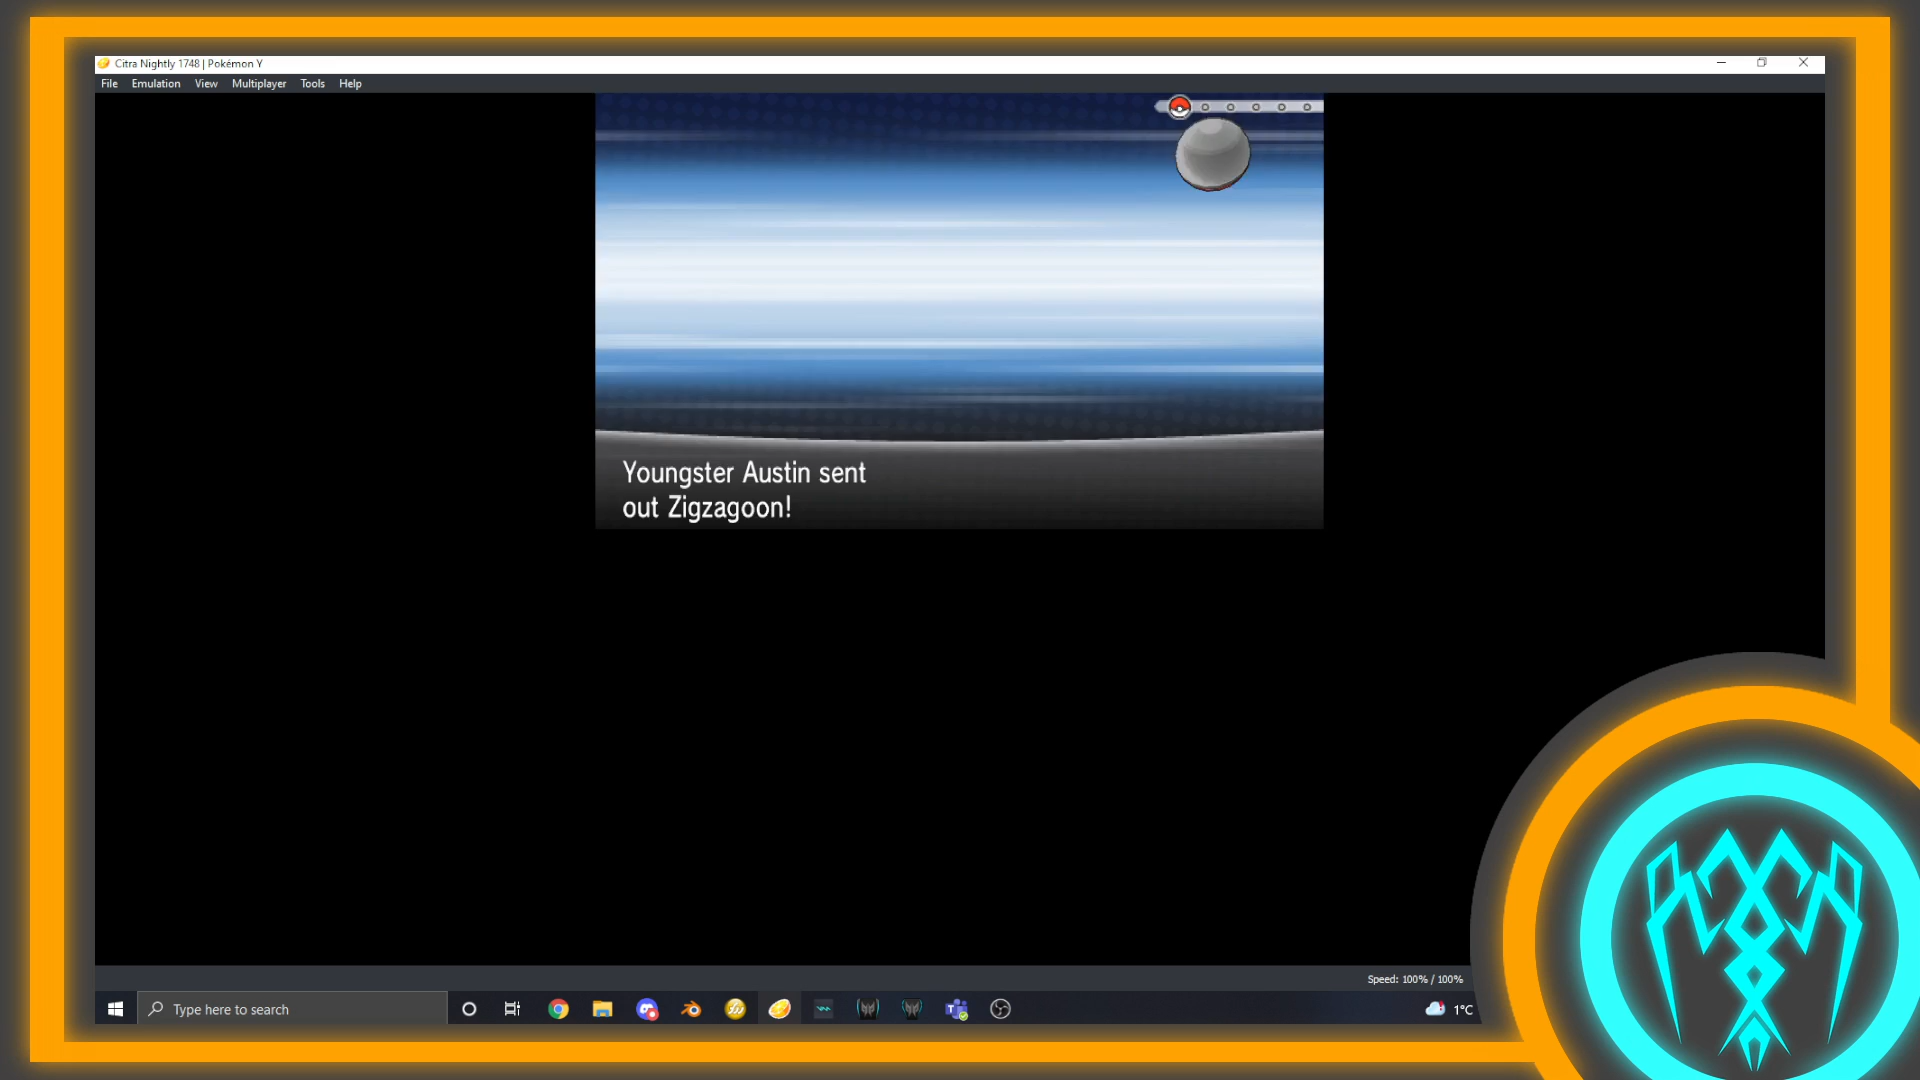 Citra Nightly 1748 | Pokémon Y
File Emulation View Multiplayer Tools Help
Youngster Austin sent
out Zigzagoon!
Speed: 100% / 100%
Type here to search
1°C